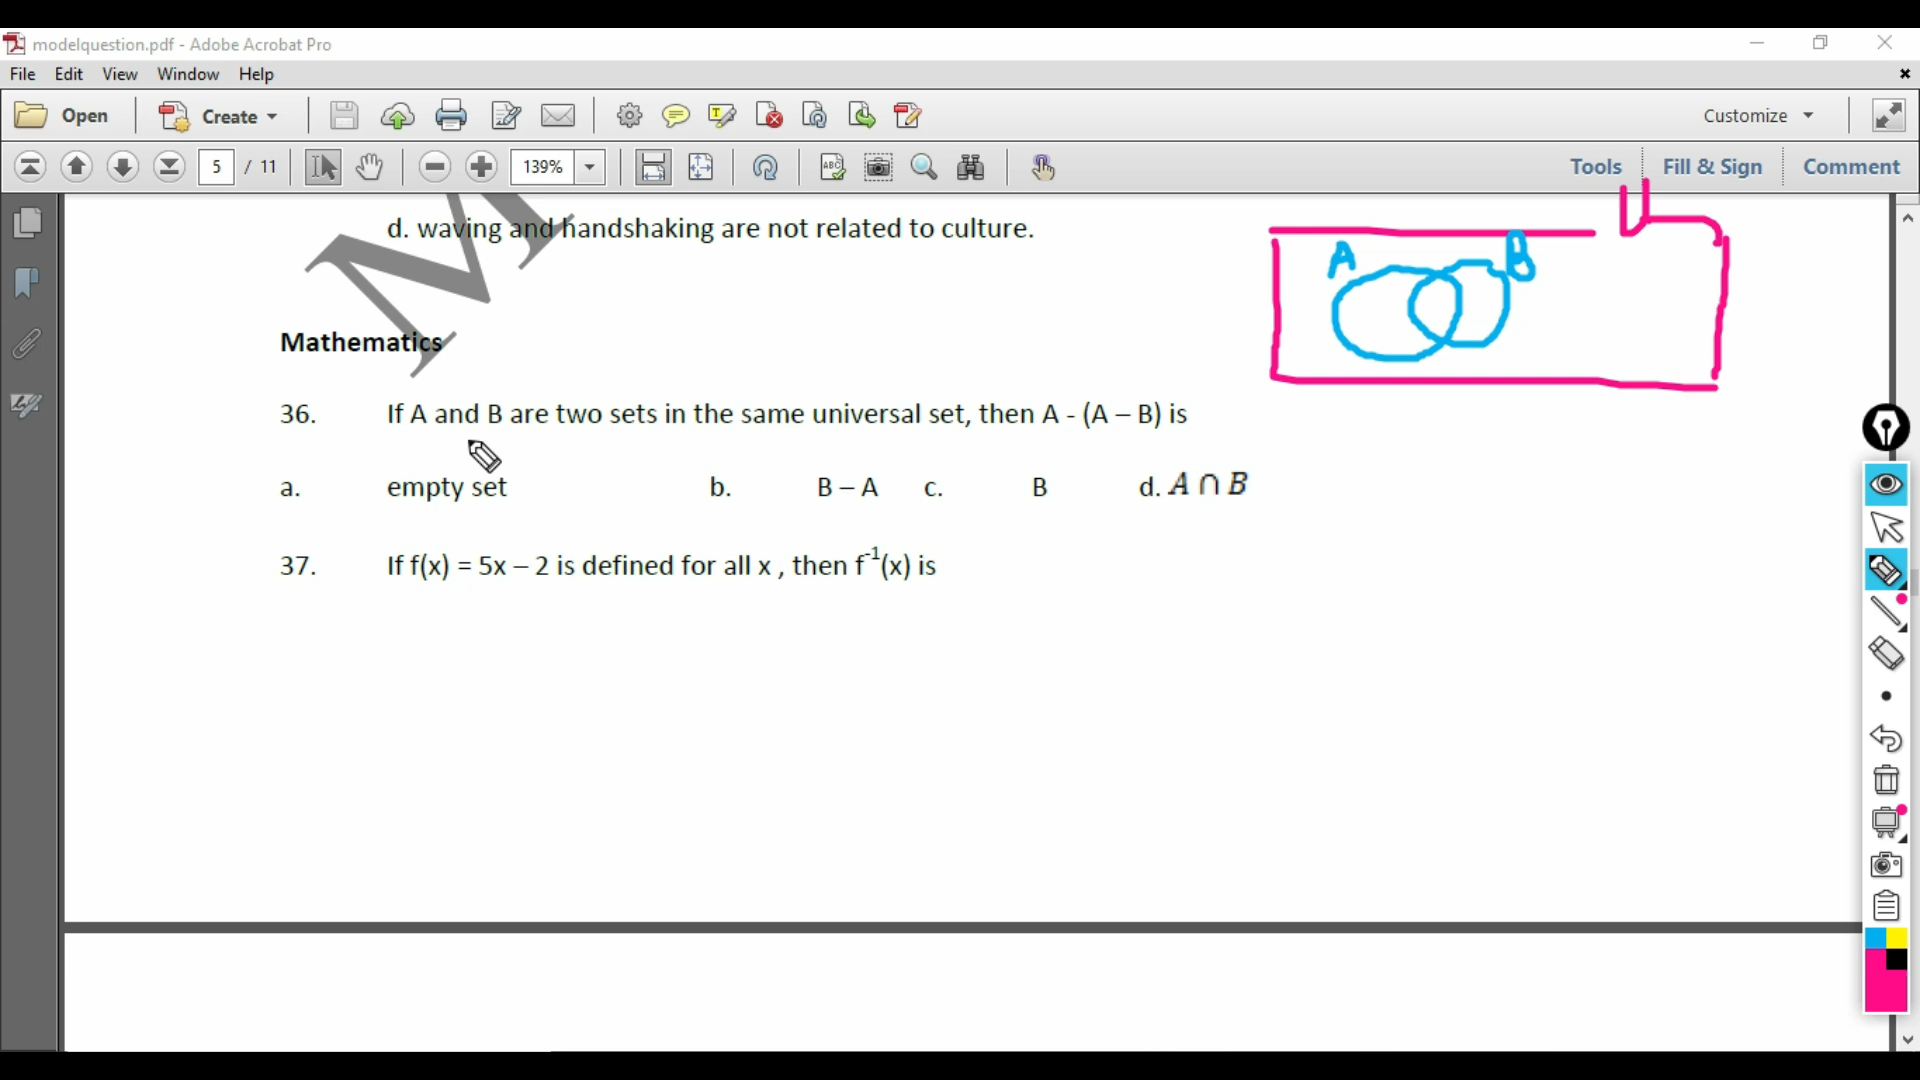 modelquestion.pdf - Adobe Acrobat Pro
File Edit View Window Help
Open Create Customize
5 / 11 139% Tools Fill & Sign Comment
d. waving and handshaking are not related to culture.
U
A B
M
Mathematics
36. If A and B are two sets in the same universal set, then A - (A – B) is
a. empty set b. B – A c. B d. A ∩ B
37. If f(x) = 5x – 2 is defined for all x , then f⁻¹(x) is